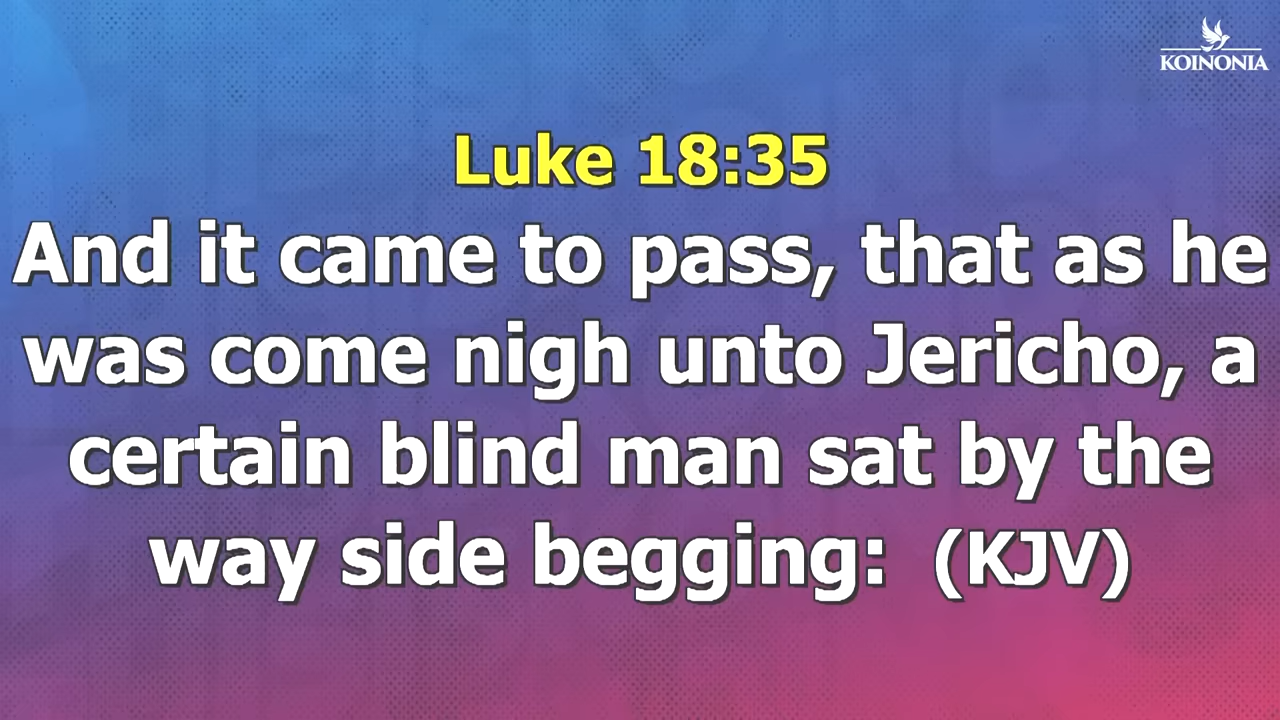 KOINONIA
Luke 18:35
And it came to pass, that as he
was come nigh unto Jericho, a
certain blind man sat by the
way side begging: (KJV)